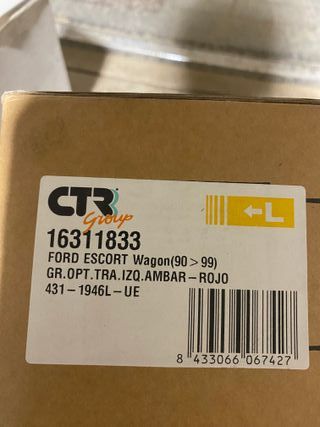 CTR
Group
←L
16311833
FORD ESCORT Wagon(90>99)
GR.OPT.TRA.IZQ.AMBAR-ROJO
431-1946L-UE
8 433066 067427